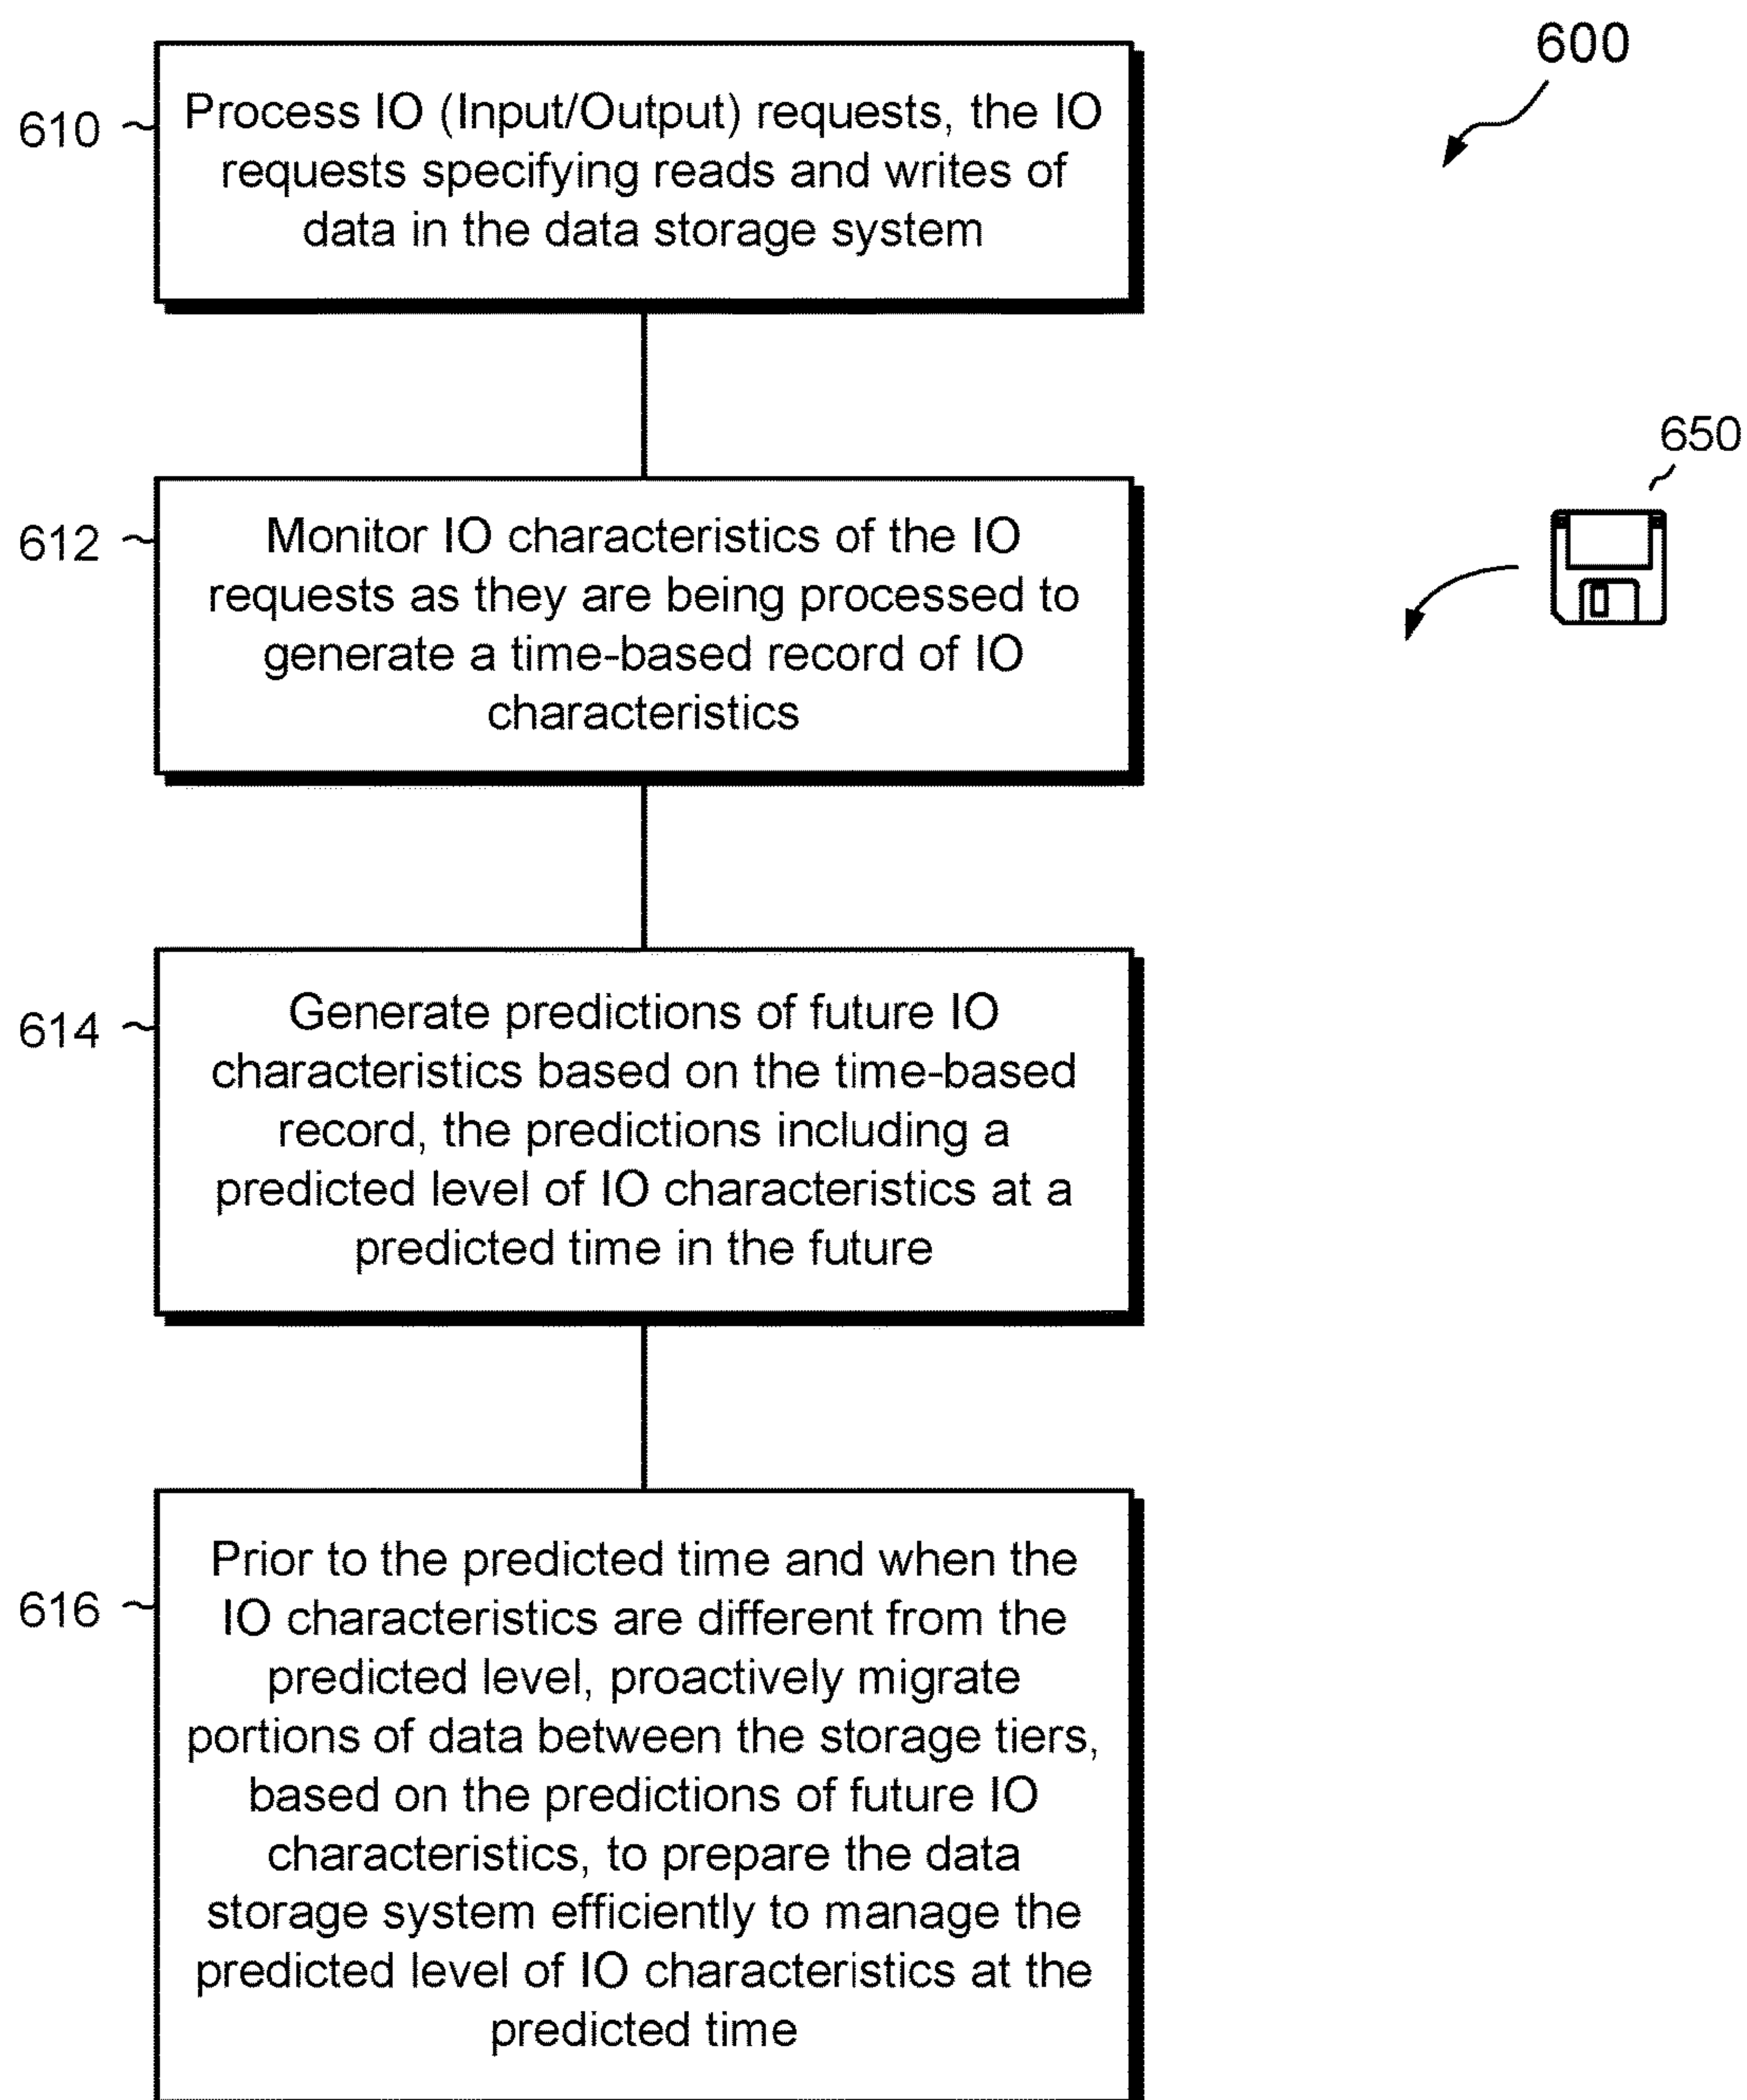 600
610
Process IO (Input/Output) requests, the IO
requests specifying reads and writes of
data in the data storage system
650
612
Monitor IO characteristics of the IO
requests as they are being processed to
generate a time-based record of IO
characteristics
614
Generate predictions of future IO
characteristics based on the time-based
record, the predictions including a
predicted level of IO characteristics at a
predicted time in the future
616
Prior to the predicted time and when the
IO characteristics are different from the
predicted level, proactively migrate
portions of data between the storage tiers,
based on the predictions of future IO
characteristics, to prepare the data
storage system efficiently to manage the
predicted level of IO characteristics at the
predicted time